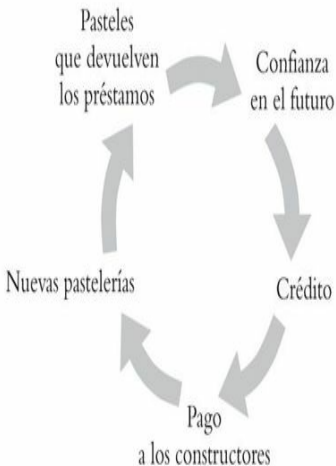 Pasteles
que devuelven
los préstamos
Confianza
en el futuro
Crédito
Pago
a los constructores
Nuevas pastelerías